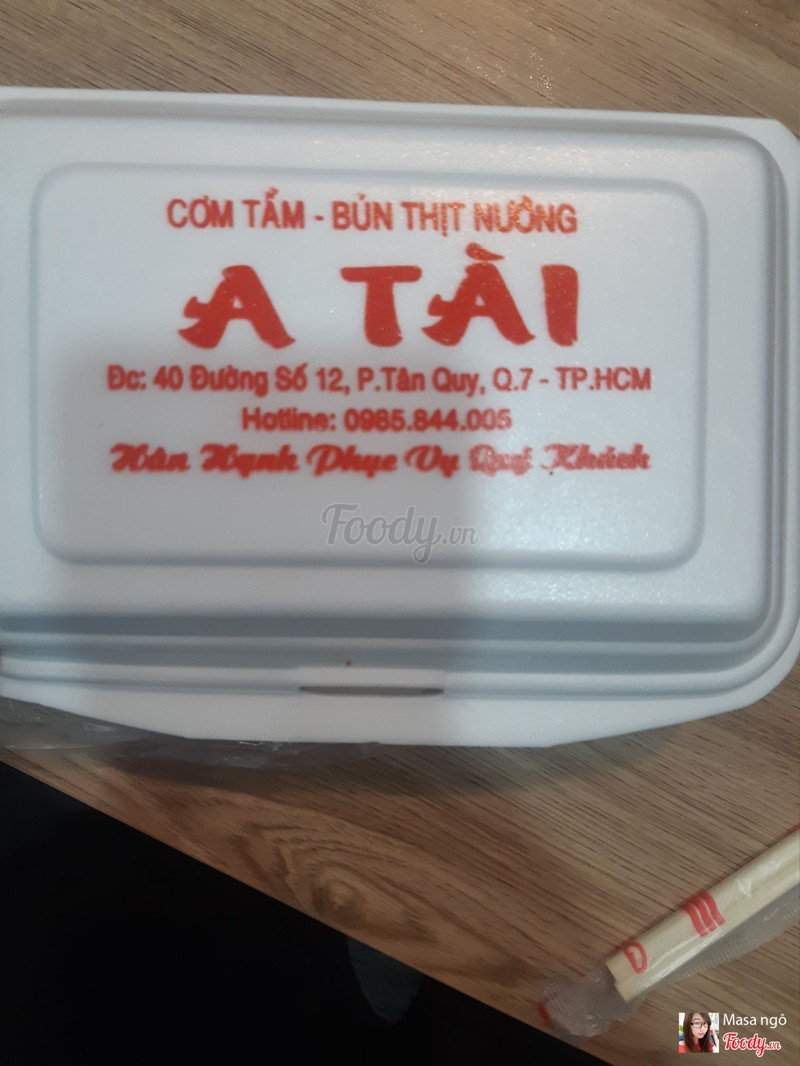 CƠM TẤM - BÚN THỊT NƯỚNG
A TÀI
Đc: 40 Đường Số 12, P.Tân Quy, Q.7 - TP.HCM
Hotline: 0985.844.005
Hân Hạnh Phục Vụ Quý Khách
Foody.vn
Masa ngô
Foody.vn